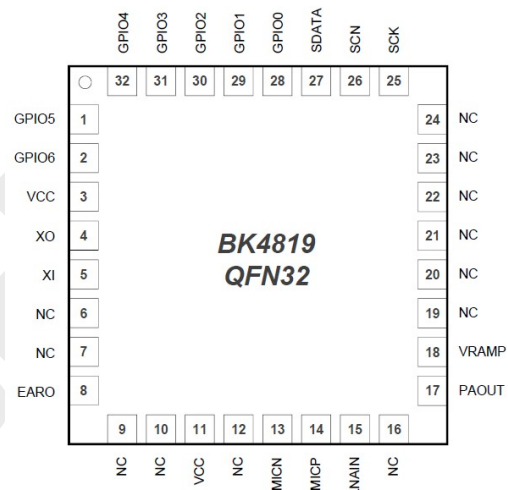 GPIO4 GPIO3 GPIO2 GPIO1 GPIO0 SDATA SCN SCK
32 31 30 29 28 27 26 25
GPIO5 1
GPIO6 2
VCC 3
XO 4
XI 5
NC 6
NC 7
EARO 8
BK4819
QFN32
24 NC
23 NC
22 NC
21 NC
20 NC
19 NC
18 VRAMP
17 PAOUT
9 10 11 12 13 14 15 16
NC NC VCC NC MICN MICP NC